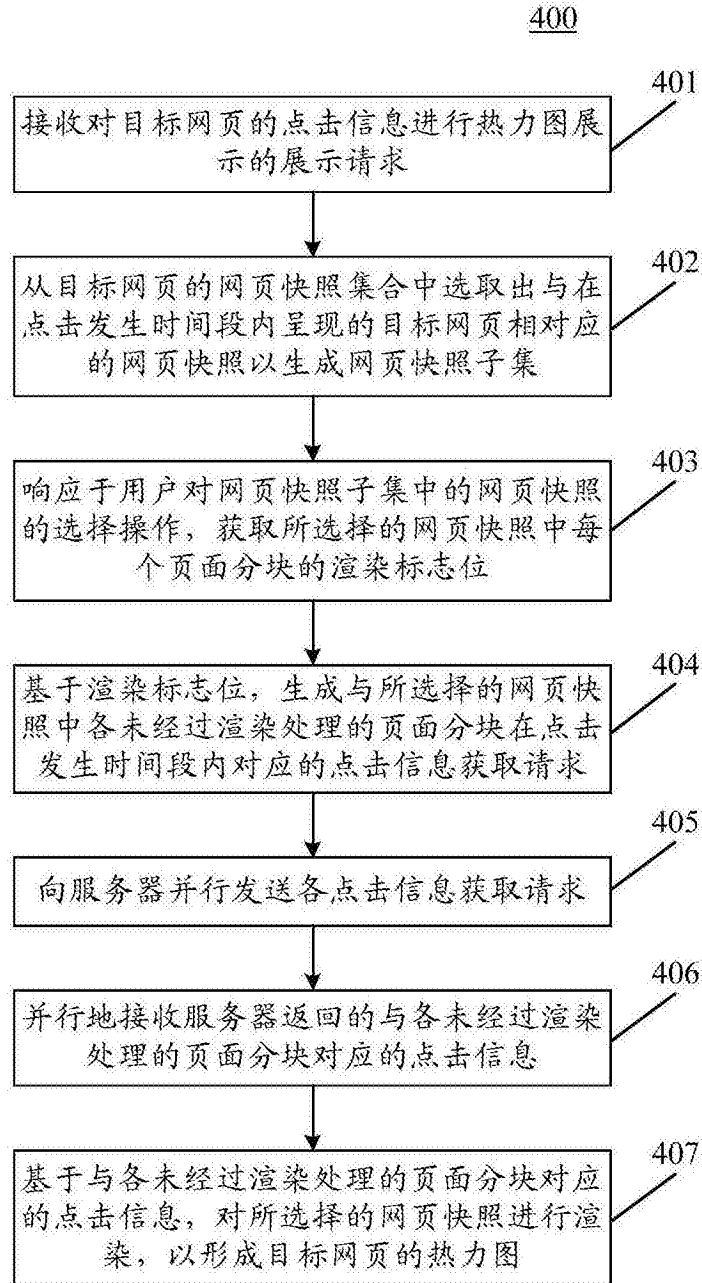 400
401
接收对目标网页的点击信息进行热力图展
示的展示请求
402
从目标网页的网页快照集合中选取出与在
点击发生时间段内呈现的目标网页相对应
的网页快照以生成网页快照子集
403
响应于用户对网页快照子集中的网页快照
的选择操作，获取所选择的网页快照中每
个页面分块的渲染标志位
404
基于渲染标志位，生成与所选择的网页快
照中各未经过渲染处理的页面分块在点击
发生时间段内对应的点击信息获取请求
405
向服务器并行发送各点击信息获取请求
406
并行地接收服务器返回的与各未经过渲染
处理的页面分块对应的点击信息
407
基于与各未经过渲染处理的页面分块对应
的点击信息，对所选择的网页快照进行渲
染，以形成目标网页的热力图